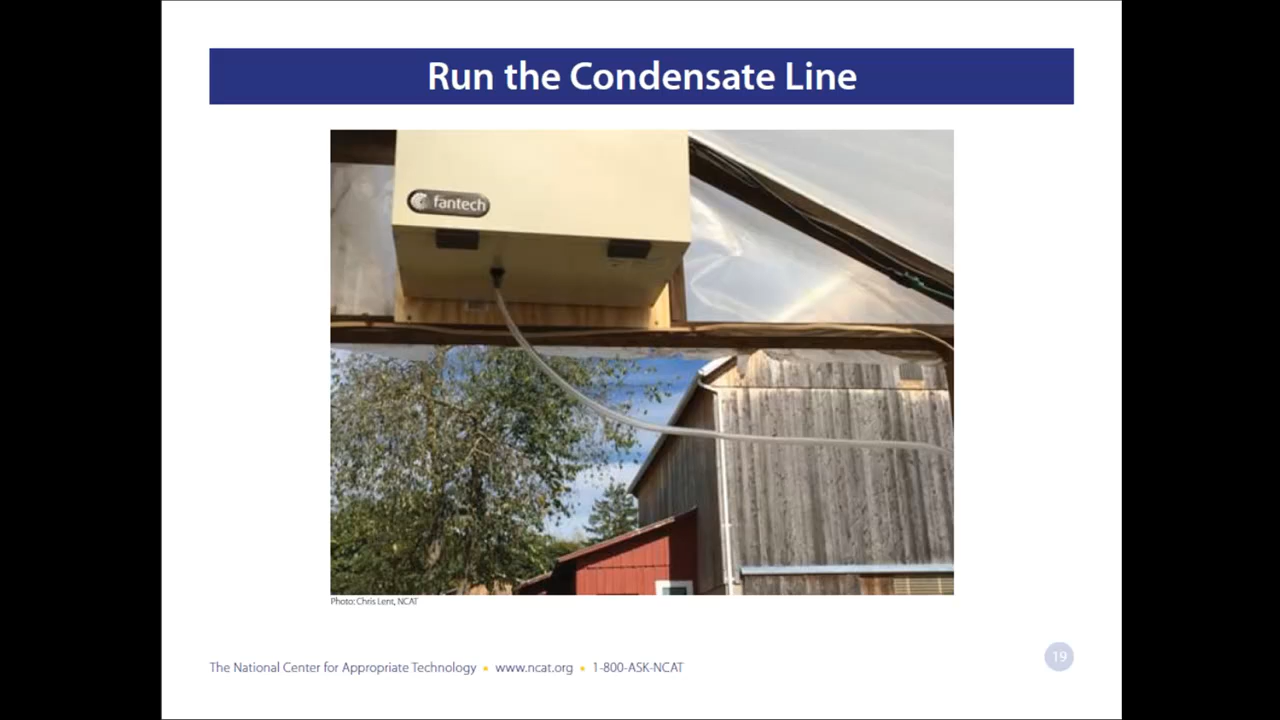 Run the Condensate Line
fantech
Photo: Chris Lent, NCAT
The National Center for Appropriate Technology • www.ncat.org • 1-800-ASK-NCAT
19